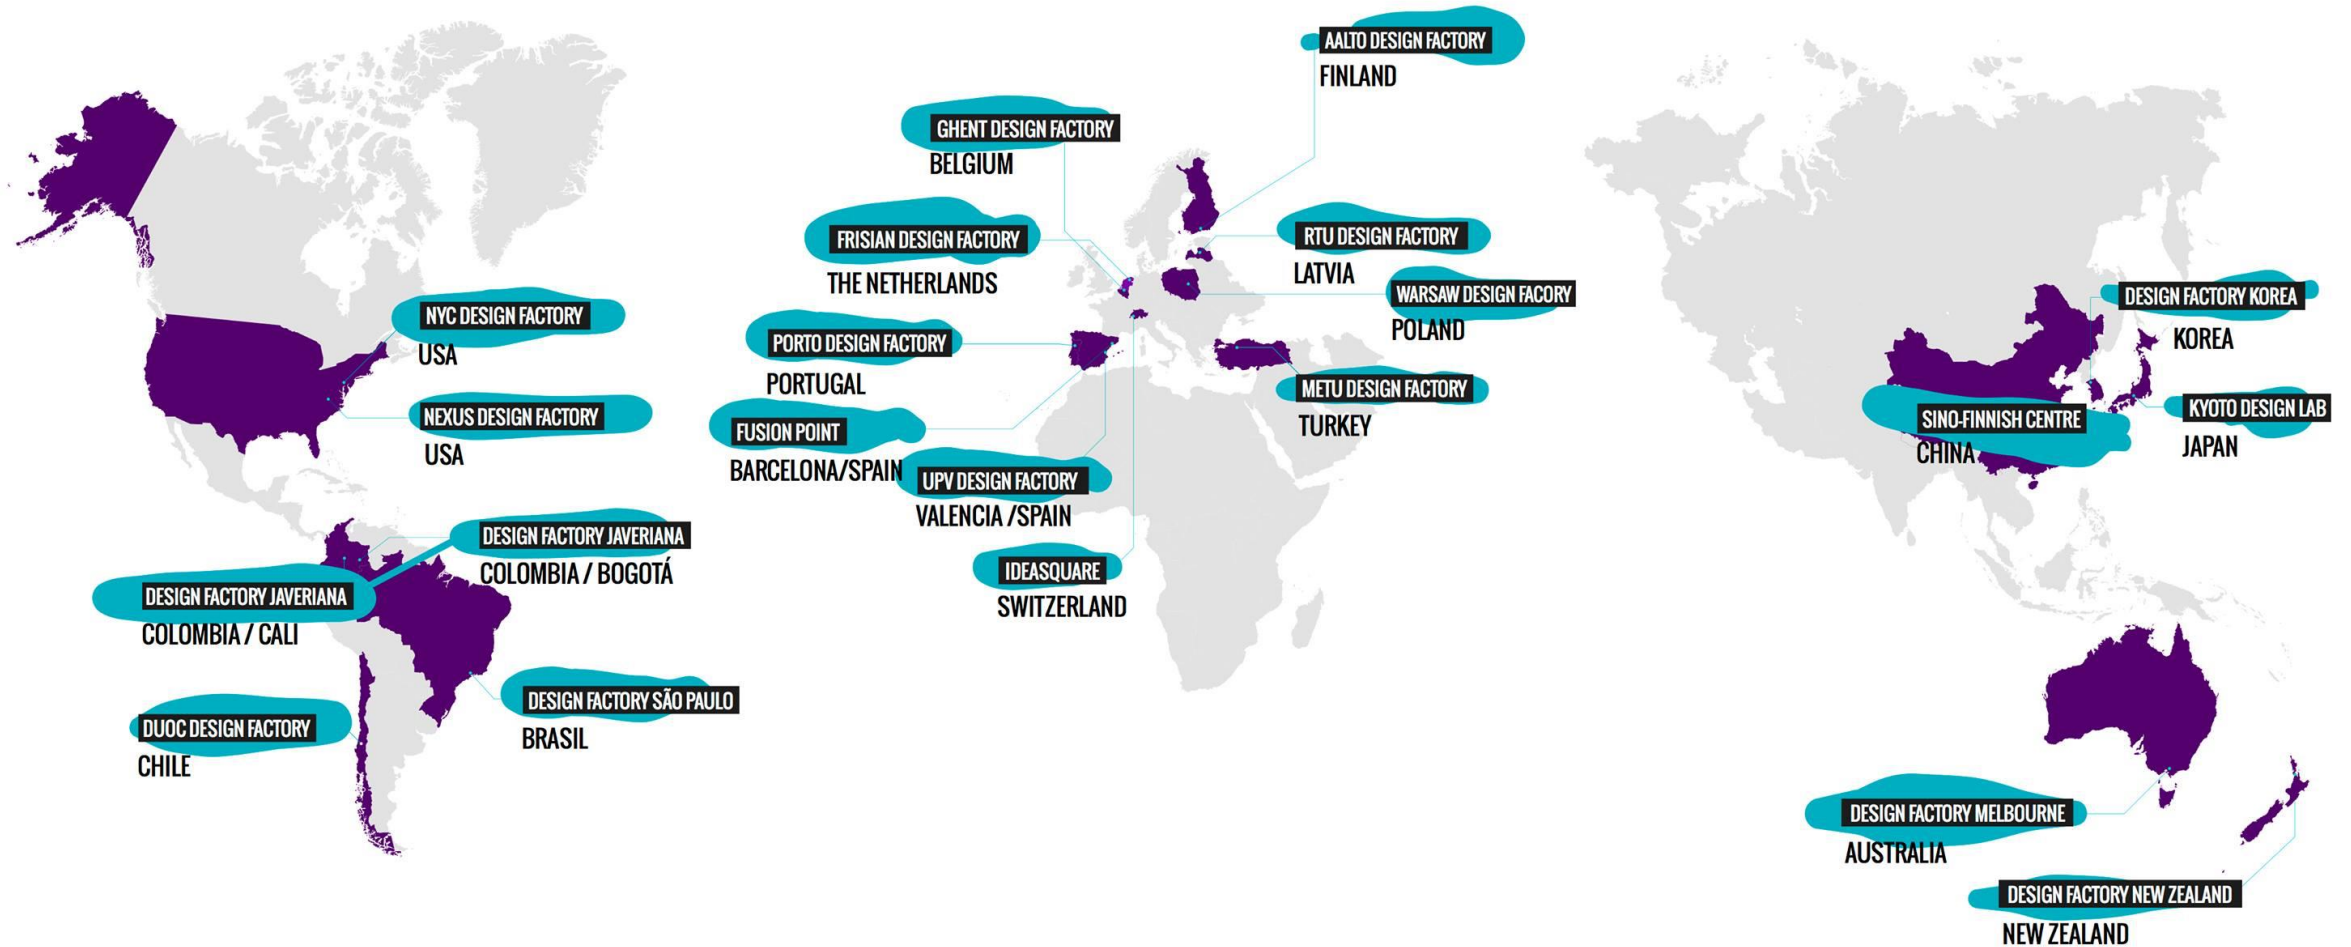 NYC DESIGN FACTORY
USA
NEXUS DESIGN FACTORY
USA
DESIGN FACTORY JAVERIANA
COLOMBIA / BOGOTÁ
DESIGN FACTORY JAVERIANA
COLOMBIA / CALI
DESIGN FACTORY SÃO PAULO
BRASIL
DUOC DESIGN FACTORY
CHILE
AALTO DESIGN FACTORY
FINLAND
GHENT DESIGN FACTORY
BELGIUM
FRISIAN DESIGN FACTORY
THE NETHERLANDS
RTU DESIGN FACTORY
LATVIA
WARSAW DESIGN FACORY
POLAND
PORTO DESIGN FACTORY
PORTUGAL
METU DESIGN FACTORY
TURKEY
FUSION POINT
BARCELONA/SPAIN
UPV DESIGN FACTORY
VALENCIA /SPAIN
IDEASQUARE
SWITZERLAND
DESIGN FACTORY KOREA
KOREA
KYOTO DESIGN LAB
JAPAN
SINO-FINNISH CENTRE
CHINA
DESIGN FACTORY MELBOURNE
AUSTRALIA
DESIGN FACTORY NEW ZEALAND
NEW ZEALAND